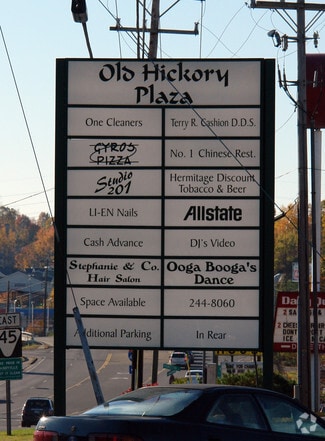 Old Hickory
Plaza
One Cleaners
Terry R. Cashion D.D.S.
GYROS
PIZZA
No. 1 Chinese Rest.
Studio
201
Hermitage Discount
Tobacco & Beer
LI-EN Nails
Allstate
Cash Advance
DJ's Video
Stephanie & Co.
Hair Salon
Ooga Booga's
Dance
Space Available
244-8060
Additional Parking
In Rear
EAST
45